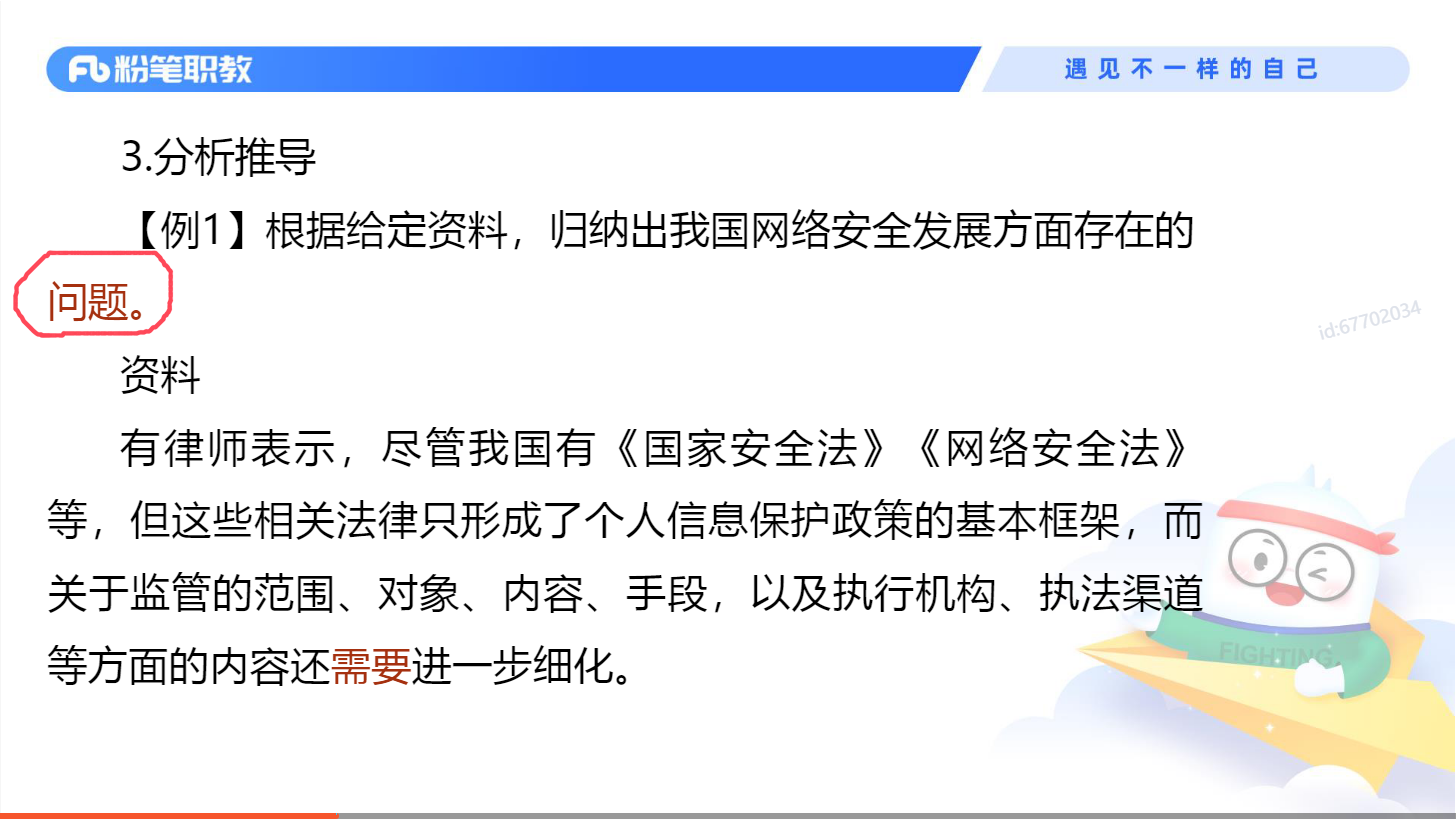 粉笔职教
遇见不一样的自己
3.分析推导
【例1】根据给定资料，归纳出我国网络安全发展方面存在的
问题。
id:67702034
资料
有律师表示，尽管我国有《国家安全法》《网络安全法》
等，但这些相关法律只形成了个人信息保护政策的基本框架，而
关于监管的范围、对象、内容、手段，以及执行机构、执法渠道
等方面的内容还需要进一步细化。
FIGHTING.